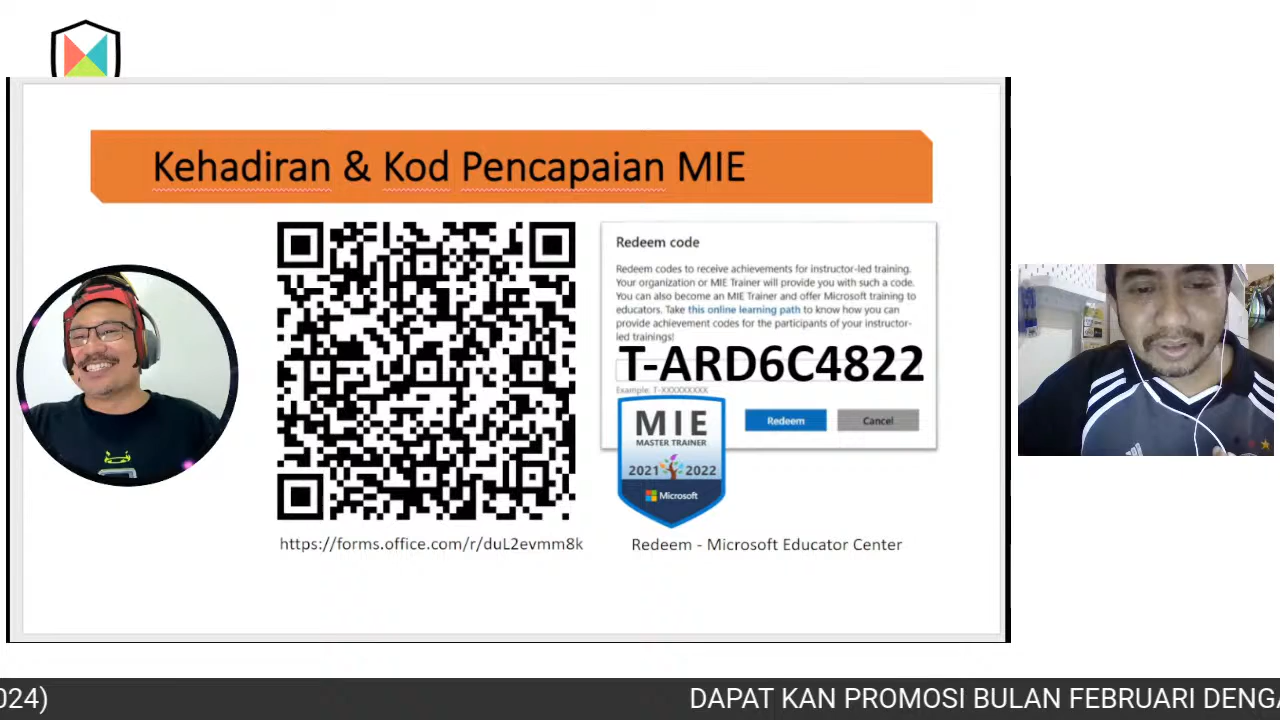 Kehadiran & Kod Pencapaian MIE
Redeem code
Redeem codes to receive achievements for instructor-led training.
Your organization or MIE Trainer will provide you with such a code.
You can also become an MIE Trainer and offer Microsoft training to
educators. Take this online learning path to know how you can
provide achievement codes for the participants of your instructor-
led trainings!
T-ARD6C4822
Example: T-XXXXXXXXX
Redeem Cancel
MIE
MASTER TRAINER
2021 2022
Microsoft
https://forms.office.com/r/duL2evmm8k
Redeem - Microsoft Educator Center
024)
DAPAT KAN PROMOSI BULAN FEBRUARI DENGA